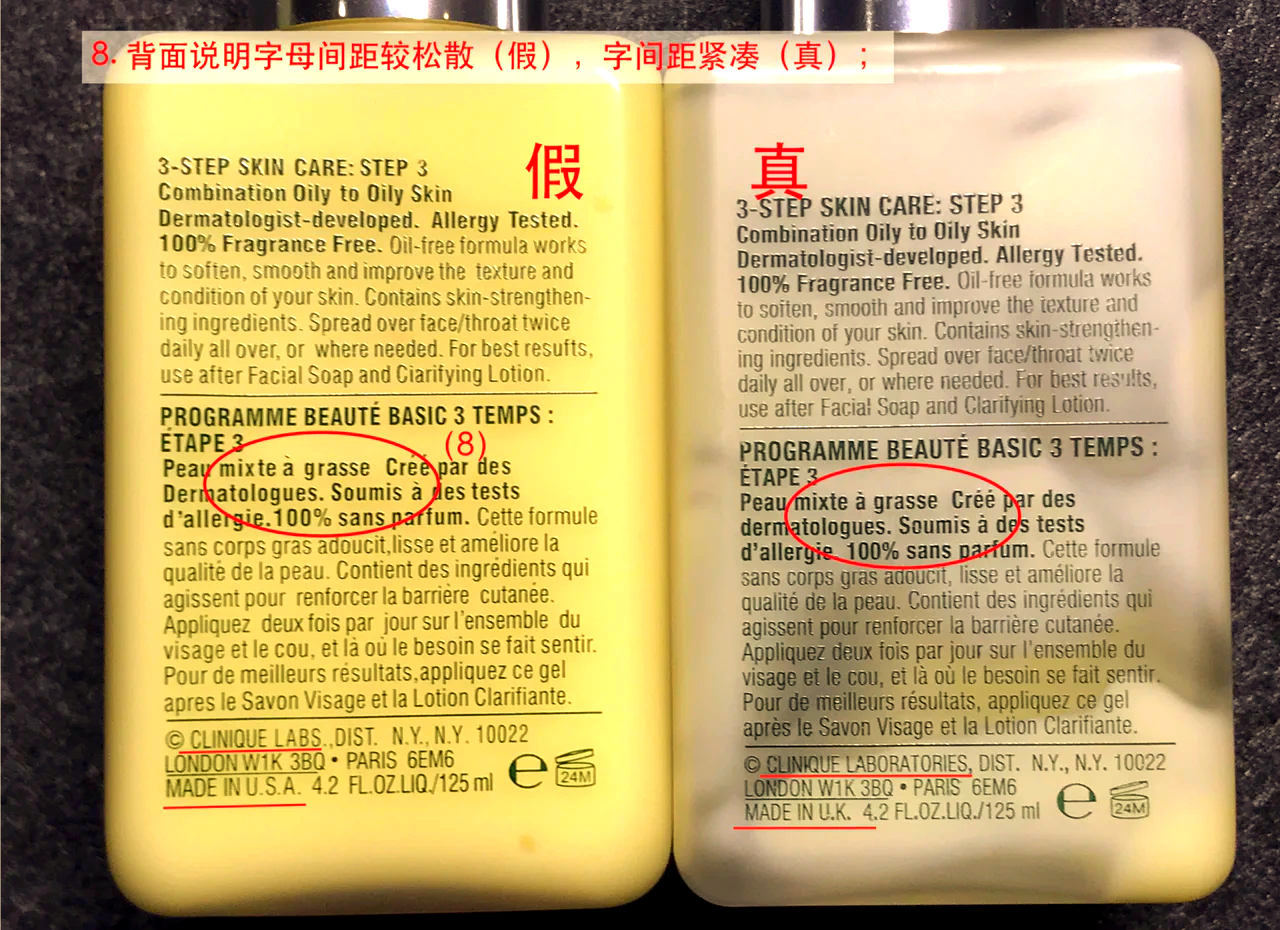 8. 背面说明字母间距较松散（假），字间距紧凑（真）；
假
3-STEP SKIN CARE: STEP 3
Combination Oily to Oily Skin
Dermatologist-developed. Allergy Tested.
100% Fragrance Free. Oil-free formula works
to soften, smooth and improve the texture and
condition of your skin. Contains skin-strengthen-
ing ingredients. Spread over face/throat twice
daily all over, or where needed. For best resufts,
use after Facial Soap and Ciarifying Lotion.
PROGRAMME BEAUTÉ BASIC 3 TEMPS :
ÉTAPE 3
(8)
Peau mixte à grasse Créé par des
Dermatologues. Soumis à des tests
d'allergie.100% sans parfum. Cette formule
sans corps gras adoucit,lisse et améliore la
qualité de la peau. Contient des ingrédients qui
agissent pour renforcer la barrière cutanée.
Appliquez deux fois par jour sur l'ensemble du
visage et le cou, et là où le besoin se fait sentir.
Pour de meilleurs résultats,appliquez ce gel
apres le Savon Visage et la Lotion Clarifiante.
© CLINIQUE LABS.,DIST. N.Y., N.Y. 10022
LONDON W1K 3BQ • PARIS 6EM6
MADE IN U.S.A. 4.2 FL.OZ.LIQ./125 ml
e
24M
真
3-STEP SKIN CARE: STEP 3
Combination Oily to Oily Skin
Dermatologist-developed. Allergy Tested.
100% Fragrance Free. Oil-free formula works
to soften, smooth and improve the texture and
condition of your skin. Contains skin-strengthen-
ing ingredients. Spread over face/throat twice
daily all over, or where needed. For best results,
use after Facial Soap and Clarifying Lotion.
PROGRAMME BEAUTÉ BASIC 3 TEMPS :
ÉTAPE 3
Peau mixte à grasse Créé par des
dermatologues. Soumis à des tests
d'allergie. 100% sans parfum. Cette formule
sans corps gras adoucit, lisse et améliore la
qualité de la peau. Contient des ingrédients qui
agissent pour renforcer la barrière cutanée.
Appliquez deux fois par jour sur l'ensemble du
visage et le cou, et là où le besoin se fait sentir.
Pour de meilleurs résultats, appliquez ce gel
après le Savon Visage et la Lotion Clarifiante.
© CLINIQUE LABORATORIES, DIST. N.Y., N.Y. 10022
LONDON W1K 3BQ • PARIS 6EM6
MADE IN U.K. 4.2 FL.OZ.LIQ./125 ml
e
24M